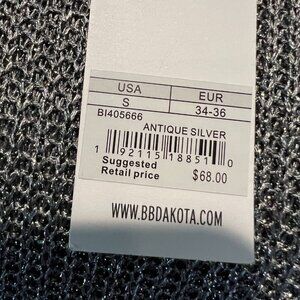 USA EUR
S 34-36
BI405666
ANTIQUE SILVER
1 92115 18851 0
Suggested
Retail price $68.00
WWW.BBDAKOTA.COM